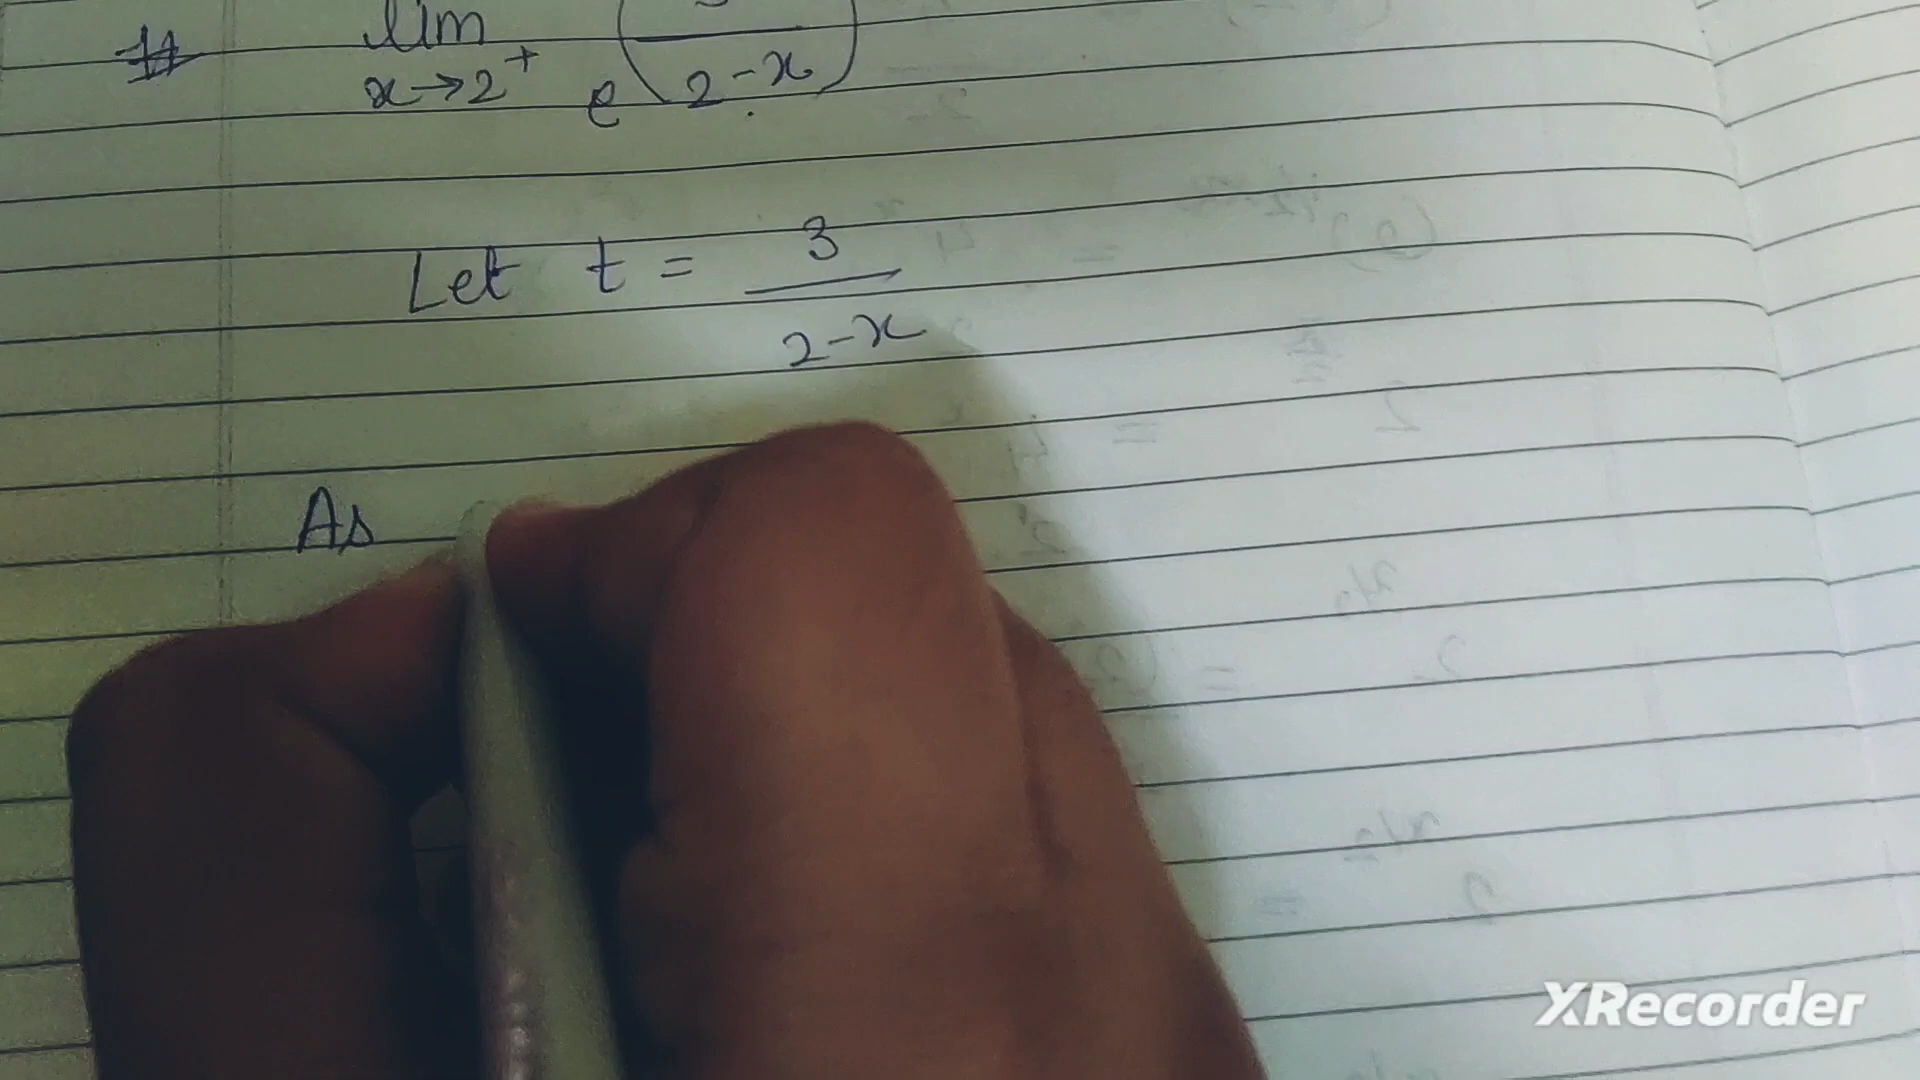 # lim x→2⁺ e^(3/(2-x))
Let t = 3/(2-x)
As
XRecorder